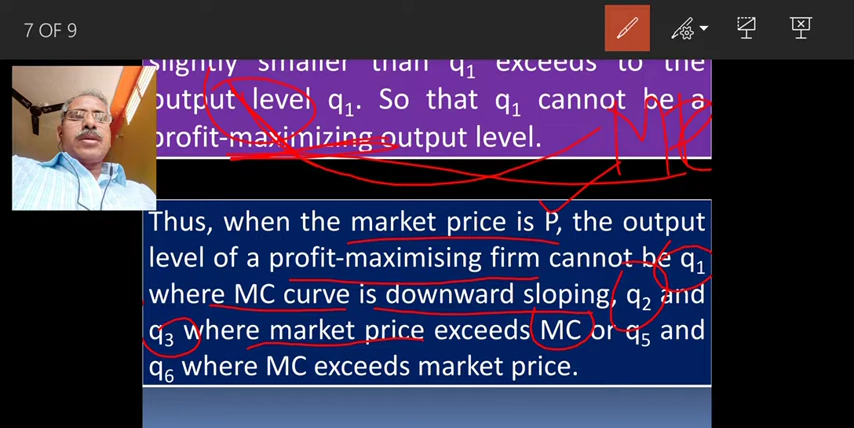 7 OF 9
slightly smaller than q₁ exceeds to the
output level q₁. So that q₁ cannot be a
profit-maximizing output level.
Thus, when the market price is P, the output
level of a profit-maximising firm cannot be q₁
where MC curve is downward sloping, q₂ and
q₃ where market price exceeds MC or q₅ and
q₆ where MC exceeds market price.